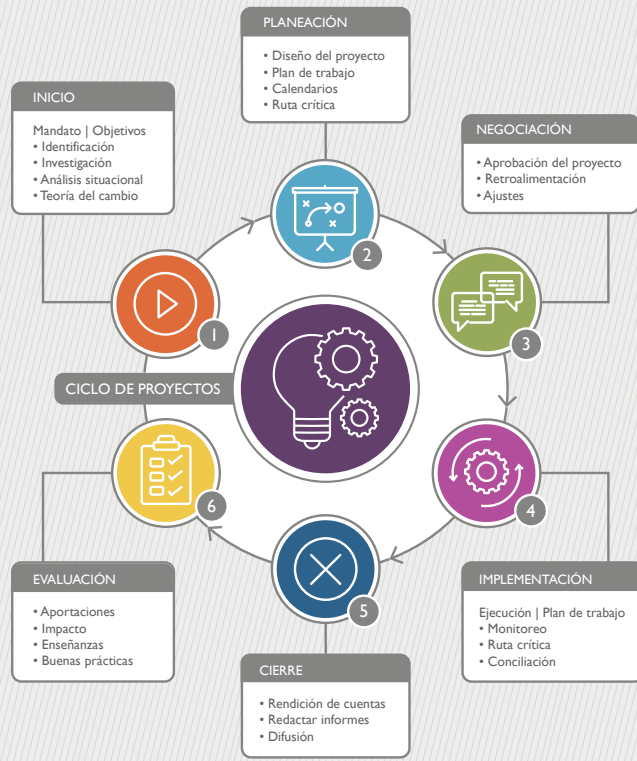 PLANEACIÓN
• Diseño del proyecto
• Plan de trabajo
• Calendarios
• Ruta crítica
INICIO
Mandato | Objetivos
• Identificación
• Investigación
• Análisis situacional
• Teoría del cambio
NEGOCIACIÓN
• Aprobación del proyecto
• Retroalimentación
• Ajustes
1
2
3
CICLO DE PROYECTOS
4
5
6
EVALUACIÓN
• Aportaciones
• Impacto
• Enseñanzas
• Buenas prácticas
IMPLEMENTACIÓN
Ejecución | Plan de trabajo
• Monitoreo
• Ruta crítica
• Conciliación
CIERRE
• Rendición de cuentas
• Redactar informes
• Difusión